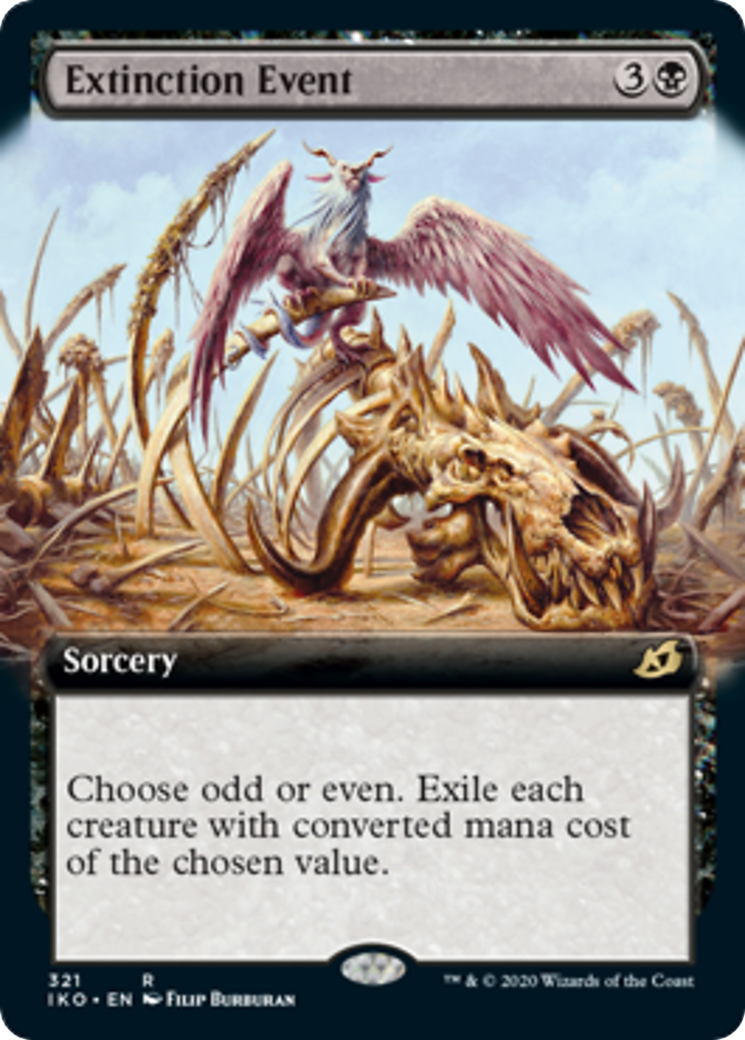 Extinction Event 3
Sorcery
Choose odd or even. Exile each
creature with converted mana cost
of the chosen value.
321 R
IKO • EN Filip Burburan
™ & © 2020 Wizards of the Coast